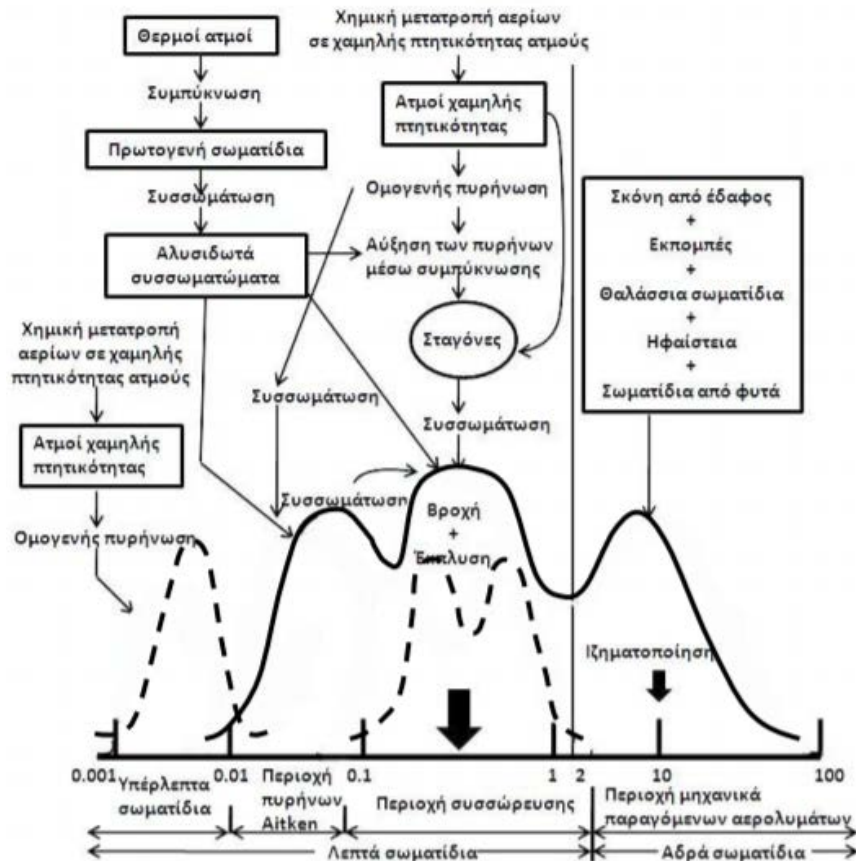 Θερμοί ατμοί
Συμπύκνωση
Πρωτογενή σωματίδια
Συσσωμάτωση
Αλυσιδωτά
συσσωματώματα
Χημική μετατροπή αερίων
σε χαμηλής πτητικότητας ατμούς
Ατμοί χαμηλής
πτητικότητας
Ομογενής πυρήνωση
Αύξηση των πυρήνων
μέσω συμπύκνωσης
Σταγόνες
Συσσωμάτωση
Σκόνη από έδαφος
+
Εκπομπές
+
Θαλάσσια σωματίδια
+
Ηφαίστεια
+
Σωματίδια από φυτά
Χημική μετατροπή
αερίων σε χαμηλής
πτητικότητας ατμούς
Ατμοί χαμηλής
πτητικότητας
Ομογενής πυρήνωση
Συσσωμάτωση
Συσσωμάτωση
Βροχή
+
Έκπλυση
Ιζηματοποίηση
0.001 0.01 0.1 1 2 10 100
Υπέρλεπτα
σωματίδια
Περιοχή
πυρήνων
Aitken
Περιοχή συσσώρευσης
Περιοχή μηχανικά
παραγόμενων αερολυμάτων
Λεπτά σωματίδια
Αδρά σωματίδια